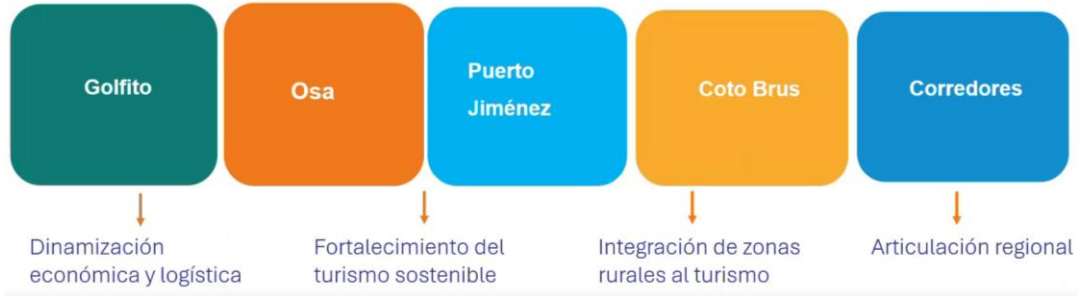 Golfito
Osa
Puerto
Jiménez
Coto Brus
Corredores
Dinamización
económica y logística
Fortalecimiento del
turismo sostenible
Integración de zonas
rurales al turismo
Articulación regional